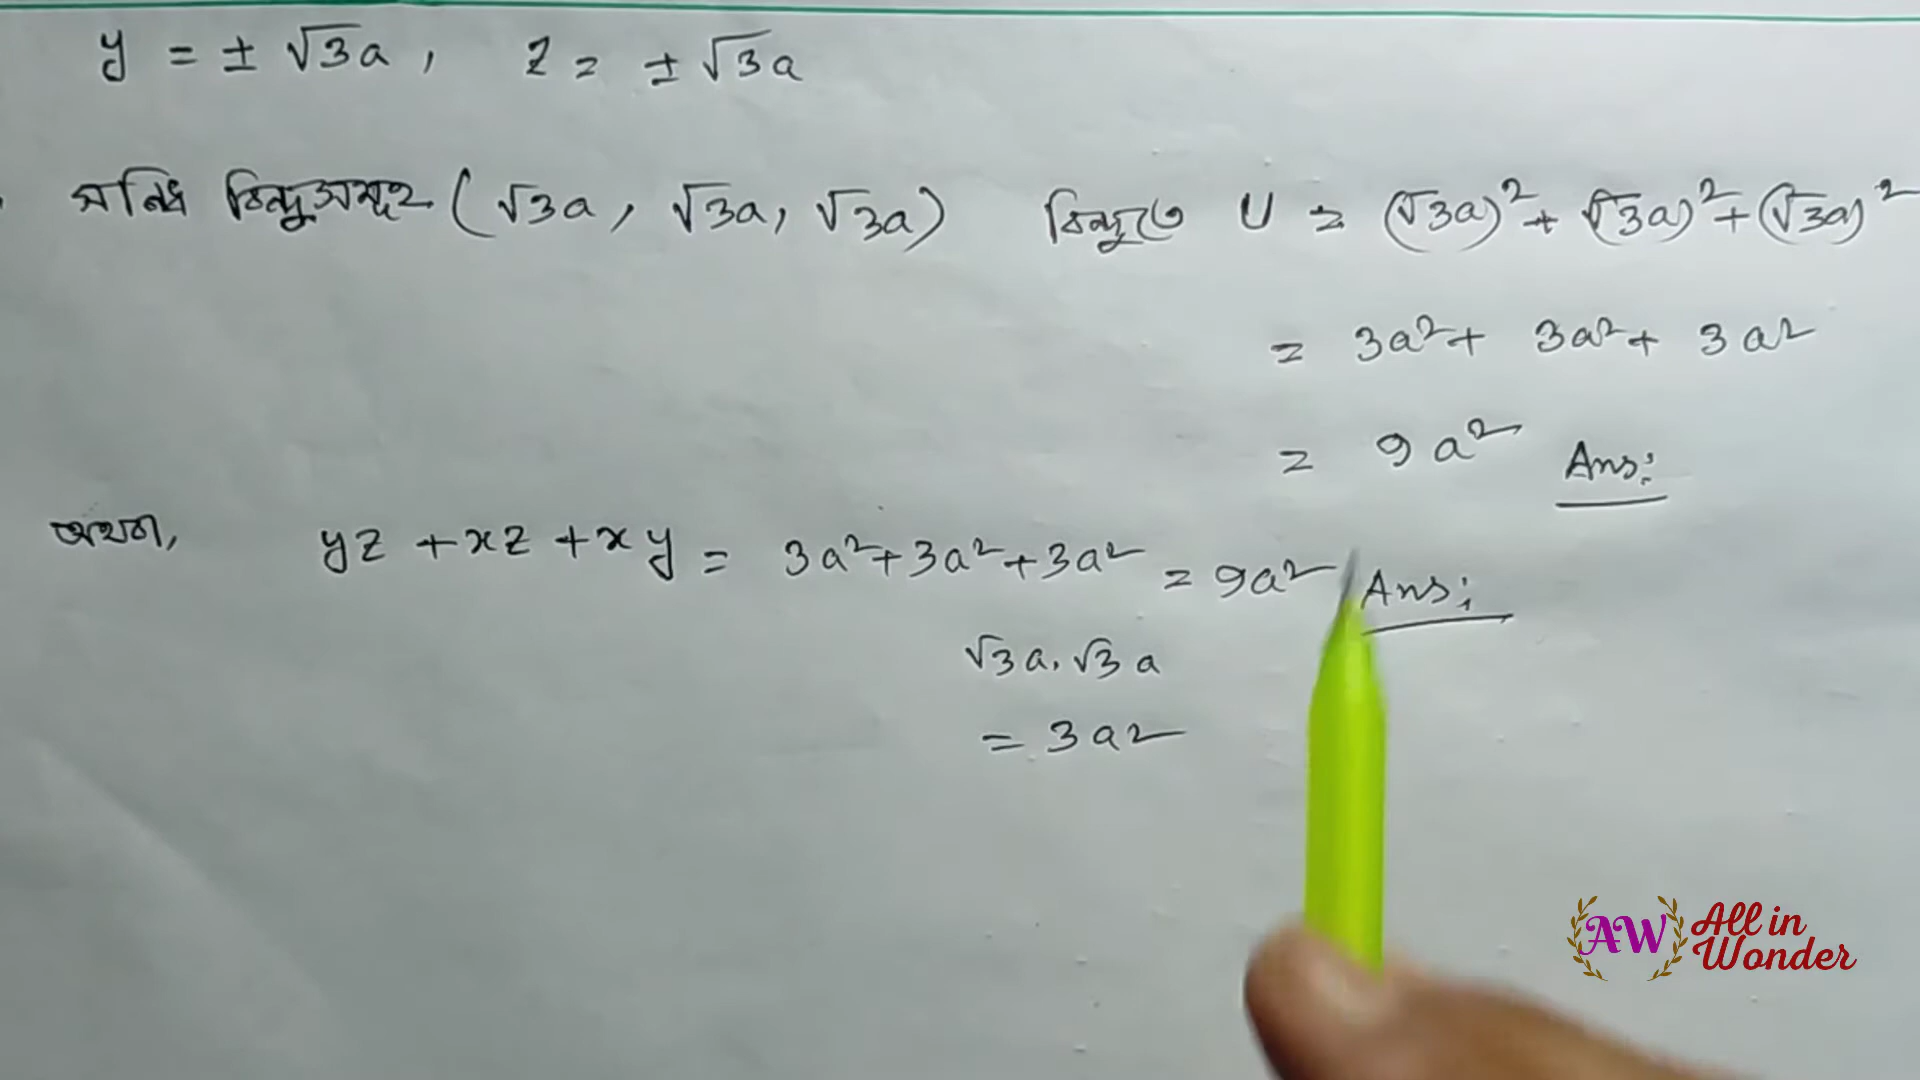 y = ± √3a, z = ± √3a
সন্ধি বিন্দুসমূহ (√3a, √3a, √3a) বিন্দুতে U = (√3a)² + √3a)² + (√3a)²
= 3a² + 3a² + 3a²
= 9a² Ans:
অথবা, yz + xz + xy = 3a² + 3a² + 3a² = 9a² Ans:
√3a. √3a
= 3a²
AW All in Wonder